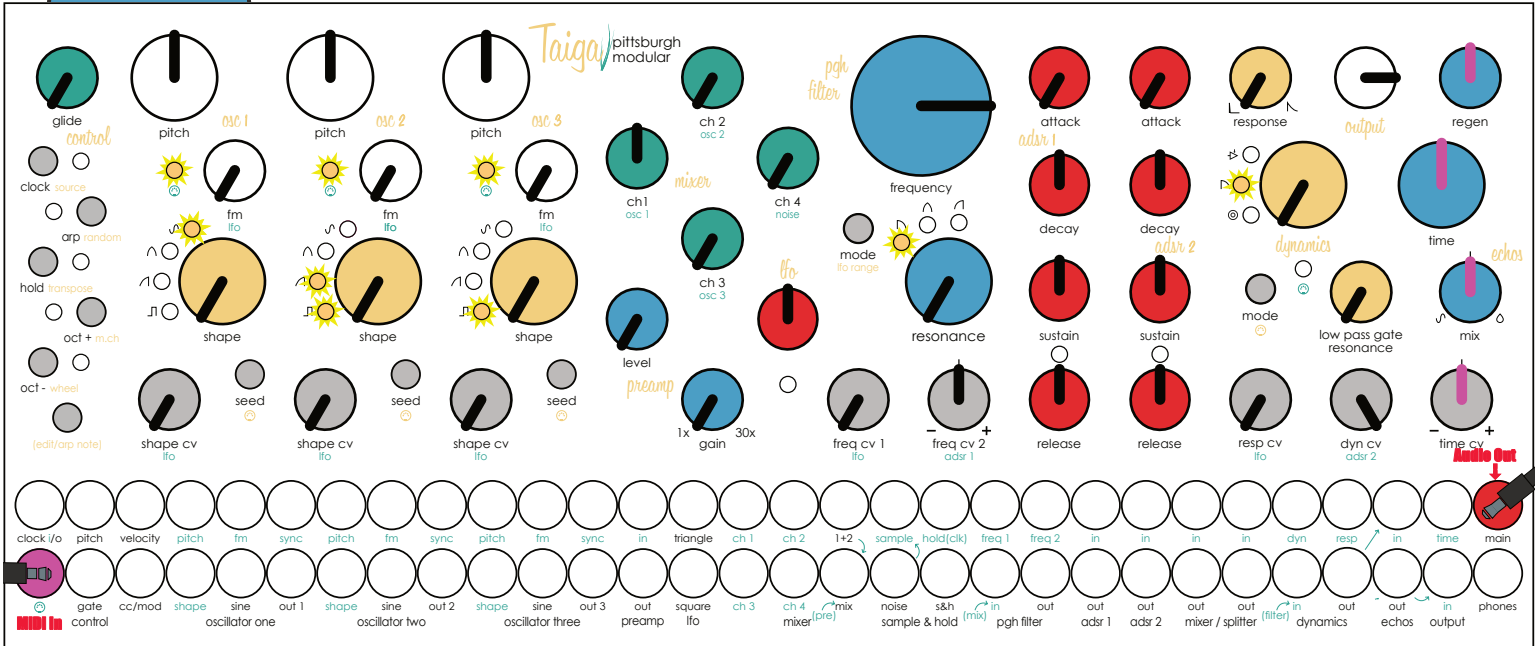 Taiga
pittsburgh
modular
pgh
filter
glide
pitch
osc 1
pitch
osc 2
pitch
osc 3
ch 2
osc 2
attack
attack
response
output
regen
control
adsr 1
clock source
mixer
ch1
osc 1
ch 4
noise
frequency
fm
lfo
fm
lfo
fm
lfo
arp random
decay
decay
adsr 2
dynamics
time
echos
hold transpose
mode
lfo range
lfo
ch 3
osc 3
mode
oct + m.ch
shape
shape
shape
resonance
sustain
sustain
low pass gate
resonance
mix
level
oct - wheel
preamp
seed
seed
seed
(edit/arp note)
shape cv
lfo
shape cv
lfo
shape cv
lfo
1x
30x
gain
freq cv 1
lfo
- +
freq cv 2
adsr 1
release
release
resp cv
lfo
dyn cv
adsr 2
- +
time cv
Audio Out
clock i/o pitch velocity pitch fm sync pitch fm sync pitch fm sync in triangle ch 1 ch 2 1+2 sample hold(clk) freq 1 freq 2 in in in in dyn resp in time main
gate cc/mod shape sine out 1 shape sine out 2 shape sine out 3 out square ch 3 ch 4 mix noise s&h in out out out out out in out out in phones
(pre) (mix) (filter)
MIDI In control oscillator one oscillator two oscillator three preamp lfo mixer sample & hold pgh filter adsr 1 adsr 2 mixer / splitter dynamics echos output